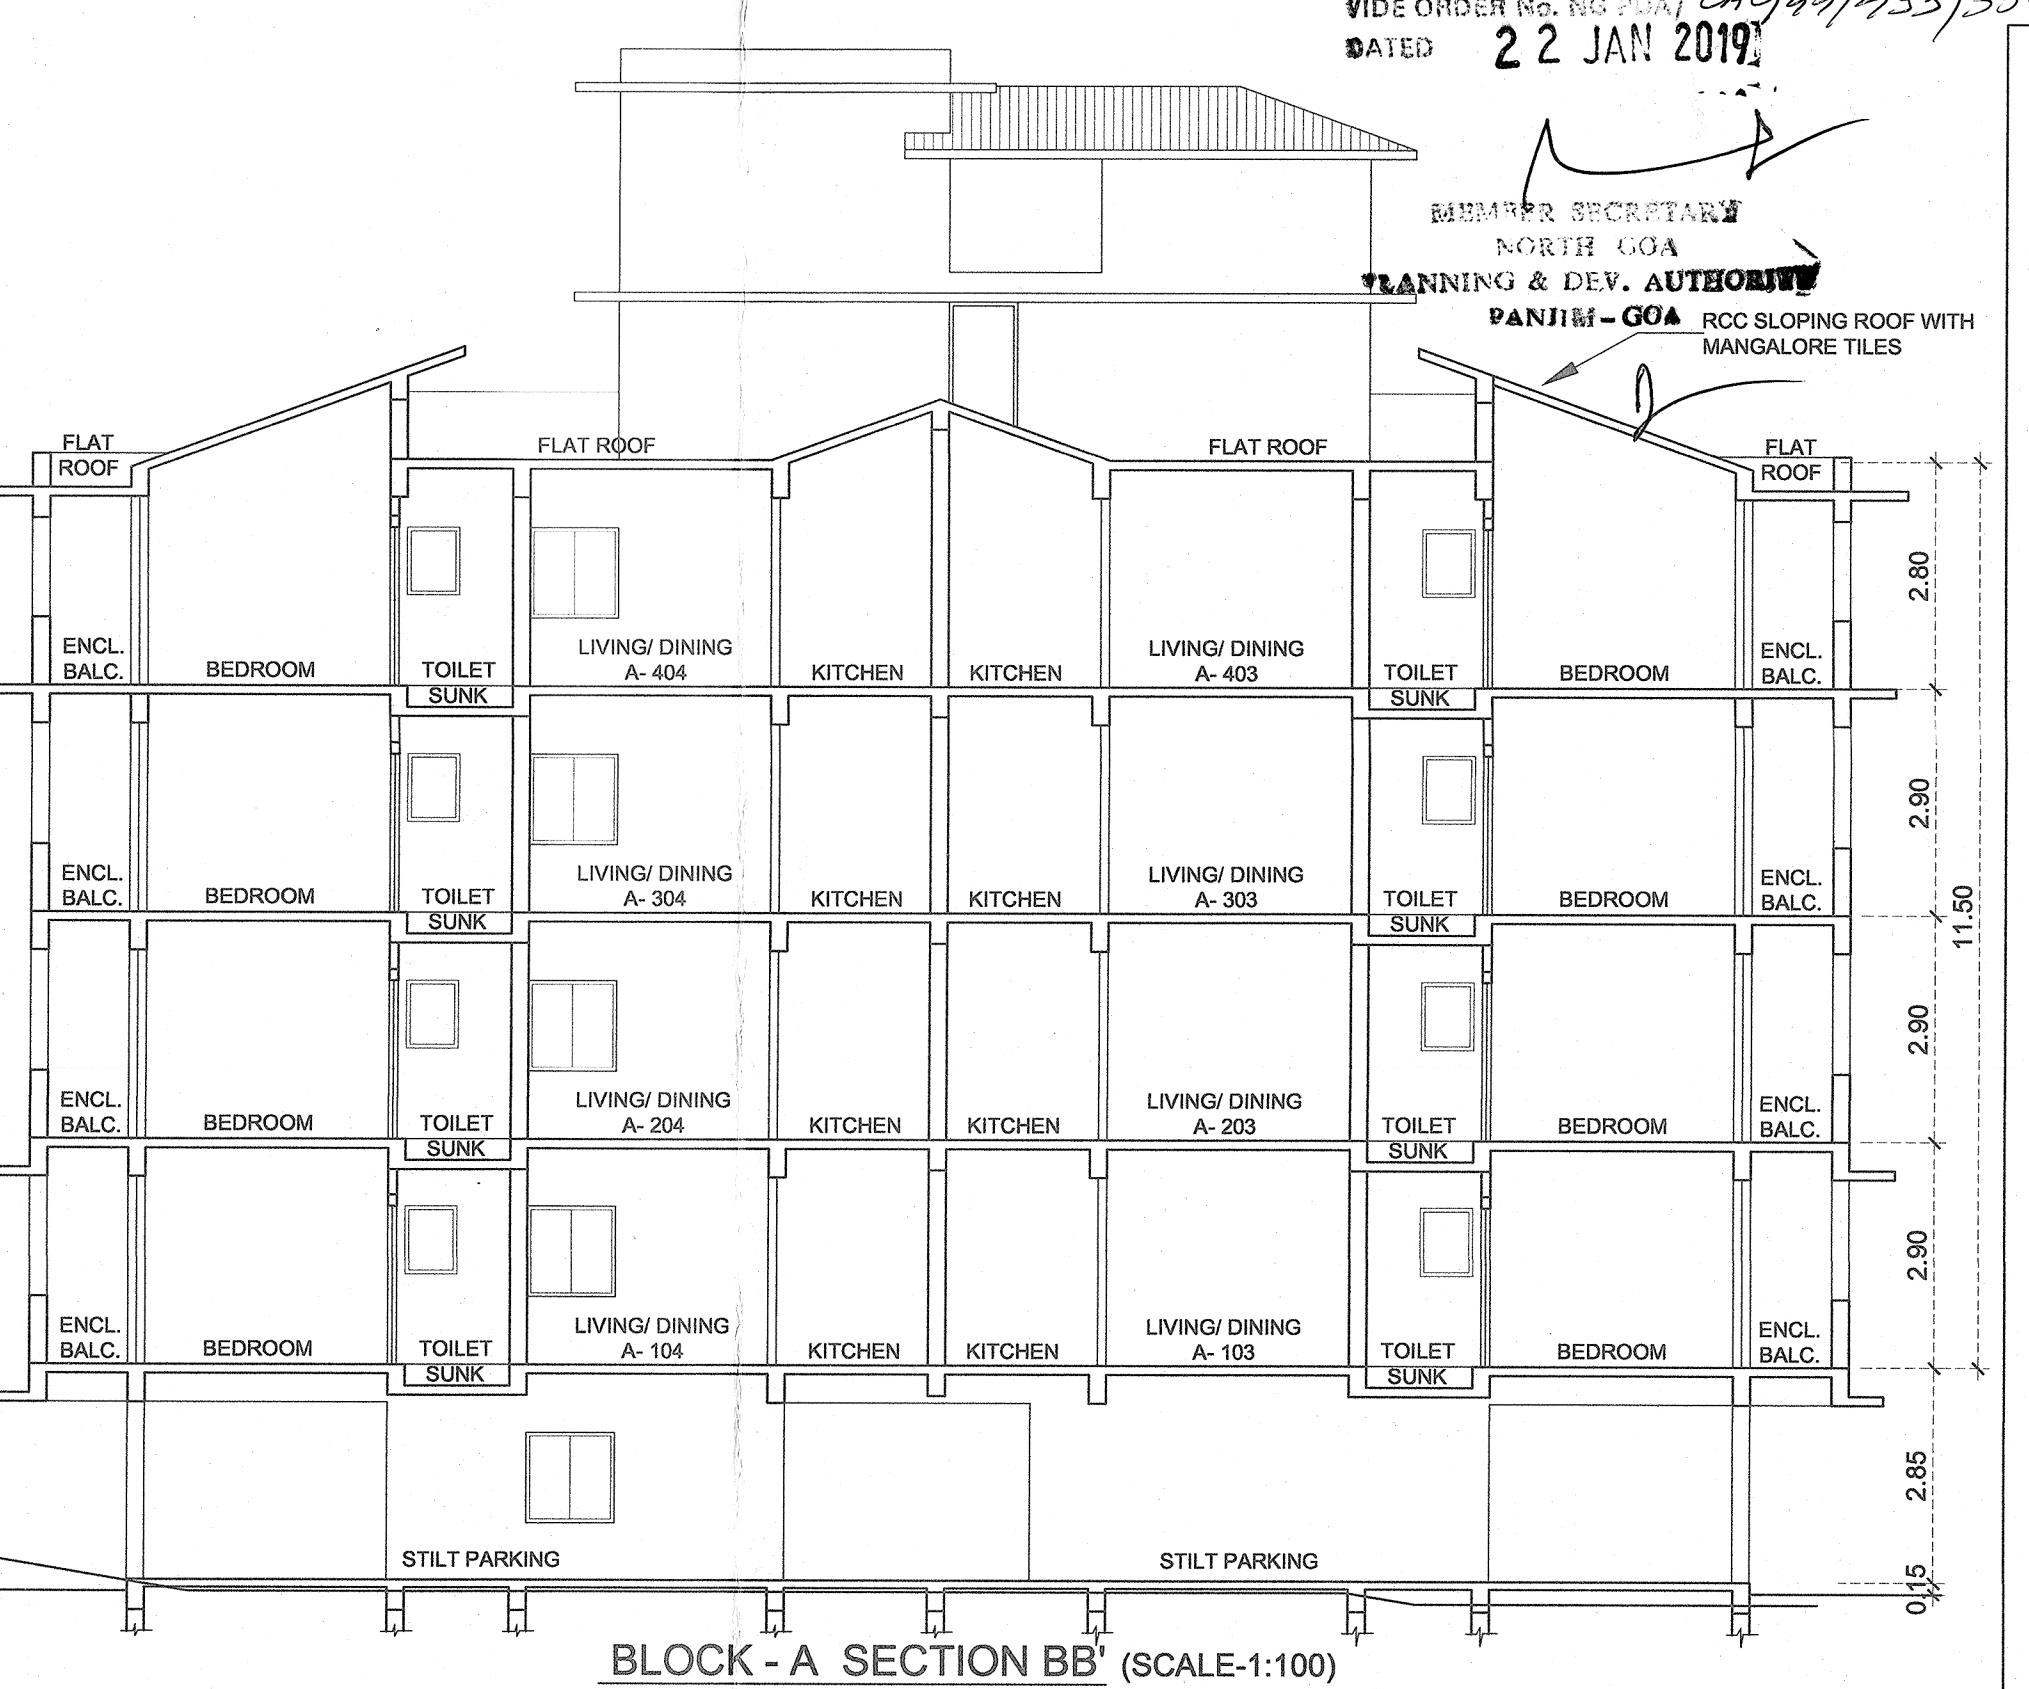 VIDE ORDER No. NG PDA/
DATED 22 JAN 2019
MEMBER SECRETARY
NORTH GOA
PLANNING & DEV. AUTHORITY
PANJIM-GOA
RCC SLOPING ROOF WITH
MANGALORE TILES
FLAT
ROOF
FLAT ROOF
FLAT ROOF
FLAT
ROOF
ENCL.
BALC.
BEDROOM
TOILET
SUNK
LIVING/ DINING
A- 404
KITCHEN
KITCHEN
LIVING/ DINING
A- 403
TOILET
SUNK
BEDROOM
ENCL.
BALC.
2.80
ENCL.
BALC.
BEDROOM
TOILET
SUNK
LIVING/ DINING
A- 304
KITCHEN
KITCHEN
LIVING/ DINING
A- 303
TOILET
SUNK
BEDROOM
ENCL.
BALC.
2.90
11.50
ENCL.
BALC.
BEDROOM
TOILET
SUNK
LIVING/ DINING
A- 204
KITCHEN
KITCHEN
LIVING/ DINING
A- 203
TOILET
SUNK
BEDROOM
ENCL.
BALC.
2.90
ENCL.
BALC.
BEDROOM
TOILET
SUNK
LIVING/ DINING
A- 104
KITCHEN
KITCHEN
LIVING/ DINING
A- 103
TOILET
SUNK
BEDROOM
ENCL.
BALC.
2.90
STILT PARKING
STILT PARKING
2.85
0.15
BLOCK - A SECTION BB' (SCALE-1:100)